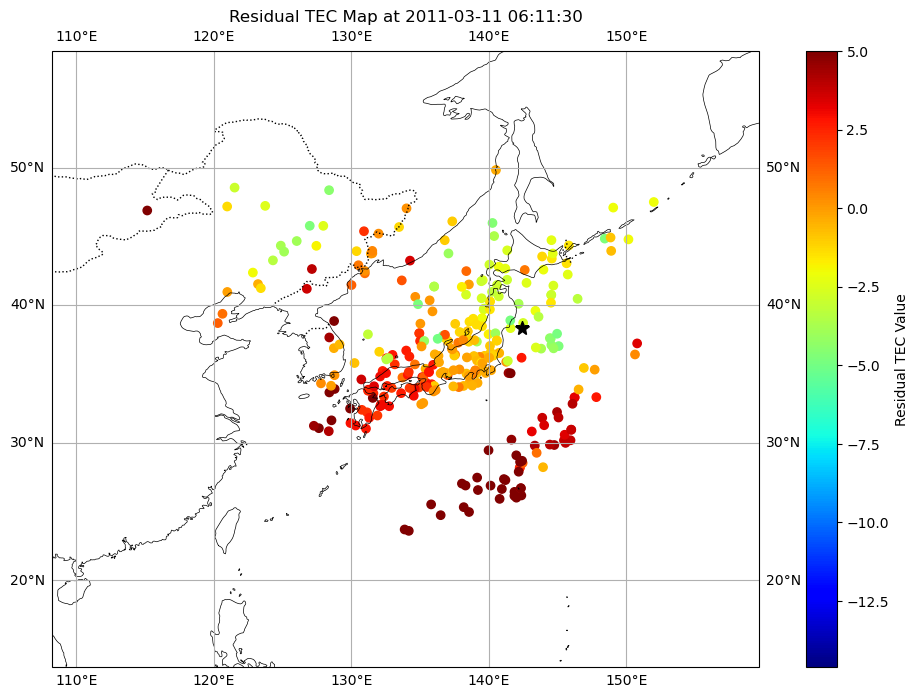 Residual TEC Map at 2011-03-11 06:11:30
110°E 120°E 130°E 140°E 150°E
5.0
2.5
50°N 50°N
0.0
−2.5
40°N 40°N
−5.0
Residual TEC Value
−7.5
30°N 30°N
−10.0
20°N 20°N
−12.5
110°E 120°E 130°E 140°E 150°E